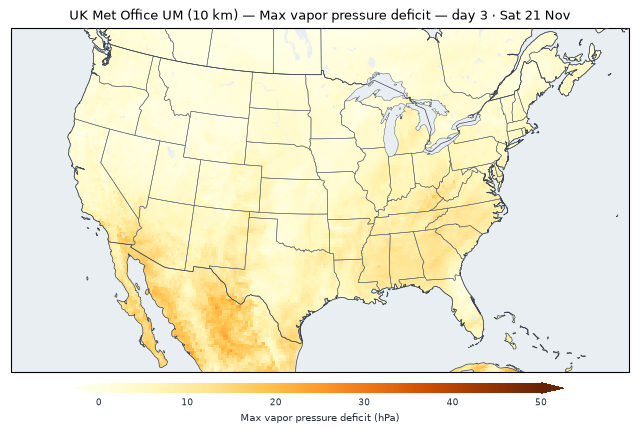 UK Met Office UM (10 km) — Max vapor pressure deficit — day 3 · Sat 21 Nov
0 10 20 30 40 50
Max vapor pressure deficit (hPa)